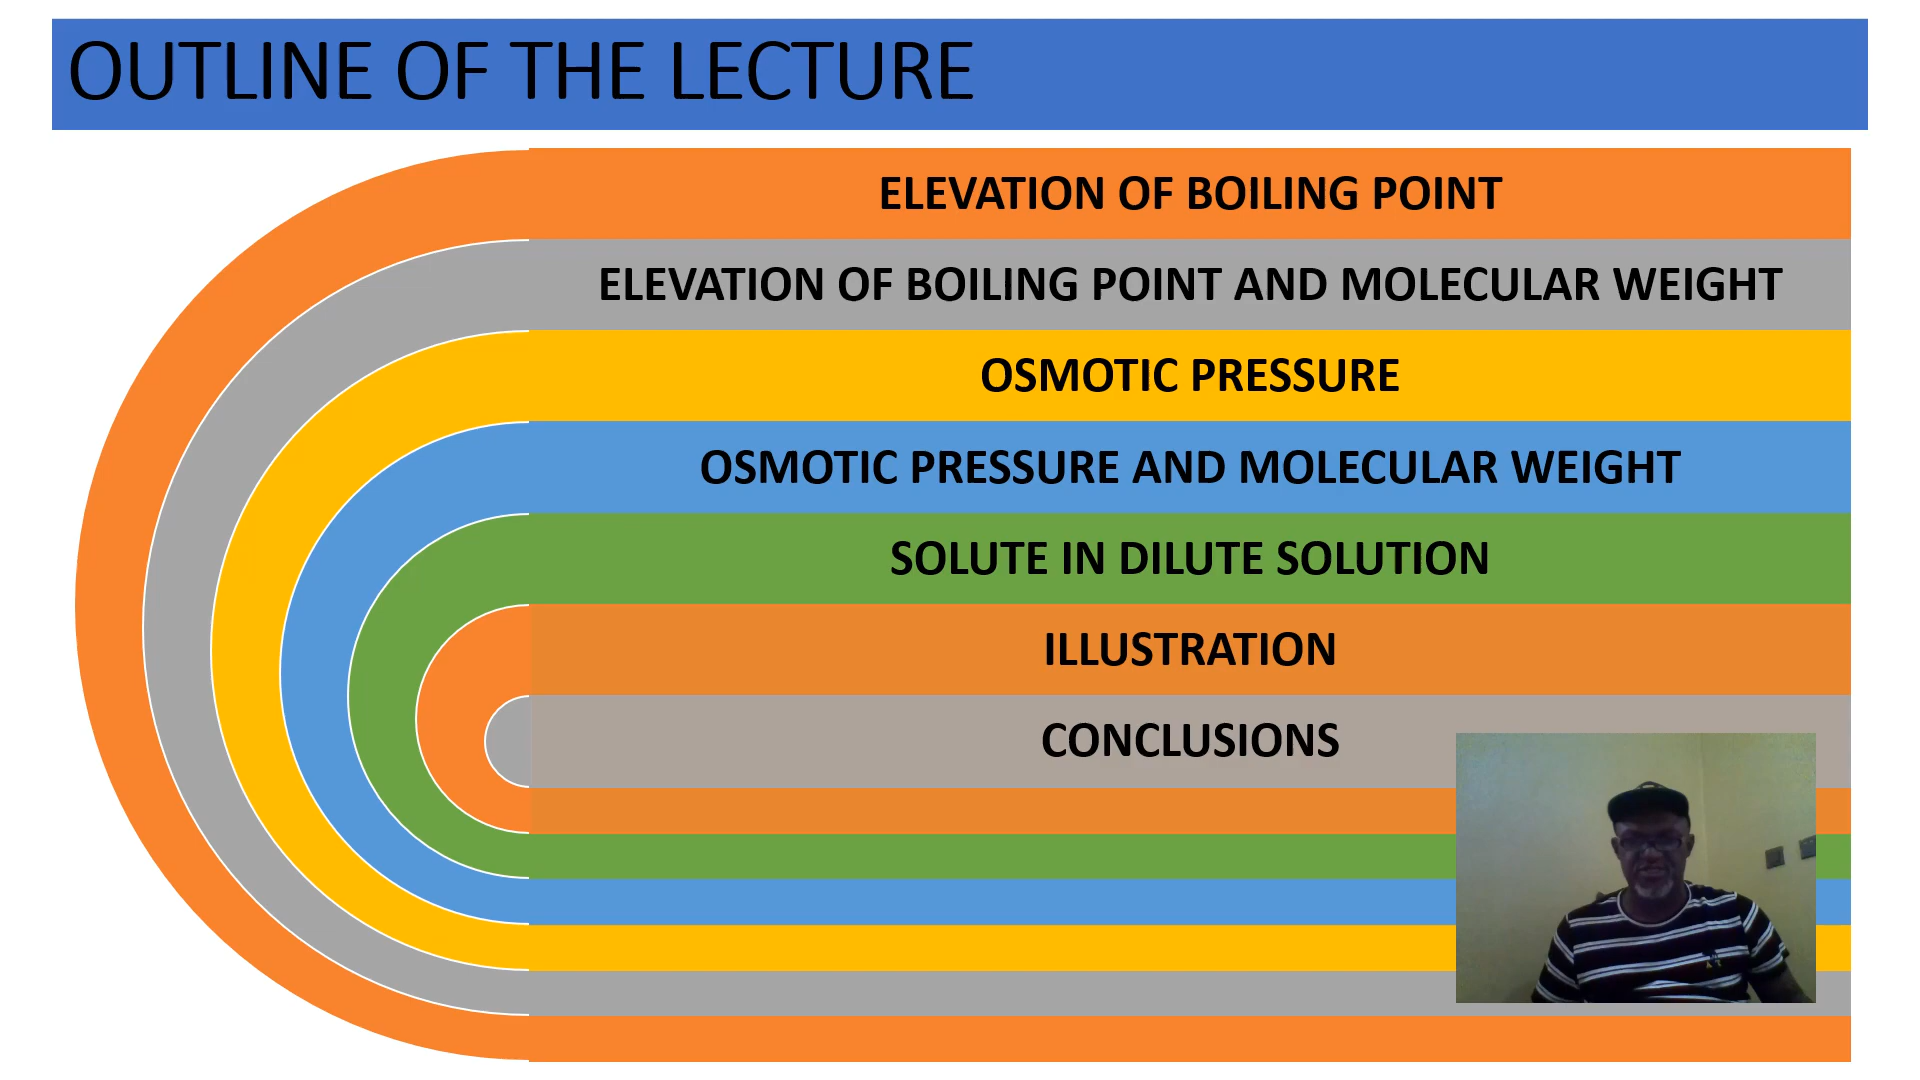 OUTLINE OF THE LECTURE
ELEVATION OF BOILING POINT
ELEVATION OF BOILING POINT AND MOLECULAR WEIGHT
OSMOTIC PRESSURE
OSMOTIC PRESSURE AND MOLECULAR WEIGHT
SOLUTE IN DILUTE SOLUTION
ILLUSTRATION
CONCLUSIONS